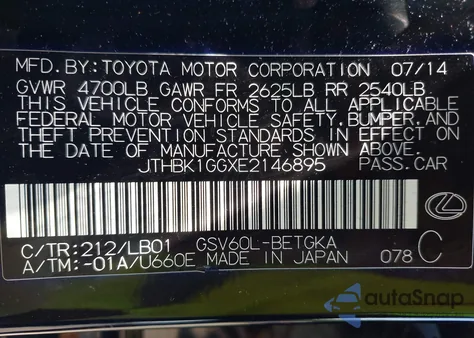 MFD. BY: TOYOTA MOTOR CORPORATION 07/14
GVWR 4700LB GAWR FR 2625LB RR 2540LB
THIS VEHICLE CONFORMS TO ALL APPLICABLE
FEDERAL MOTOR VEHICLE SAFETY, BUMPER, AND
THEFT PREVENTION STANDARDS IN EFFECT ON THE
DATE OF MANUFACTURE SHOWN ABOVE.
JTHBK1GGXE2146895 PASS. CAR
C/TR: 212/LB01 GSV60L-BETGKA
A/TM: -01A/U660E MADE IN JAPAN 078 C
autoSnap